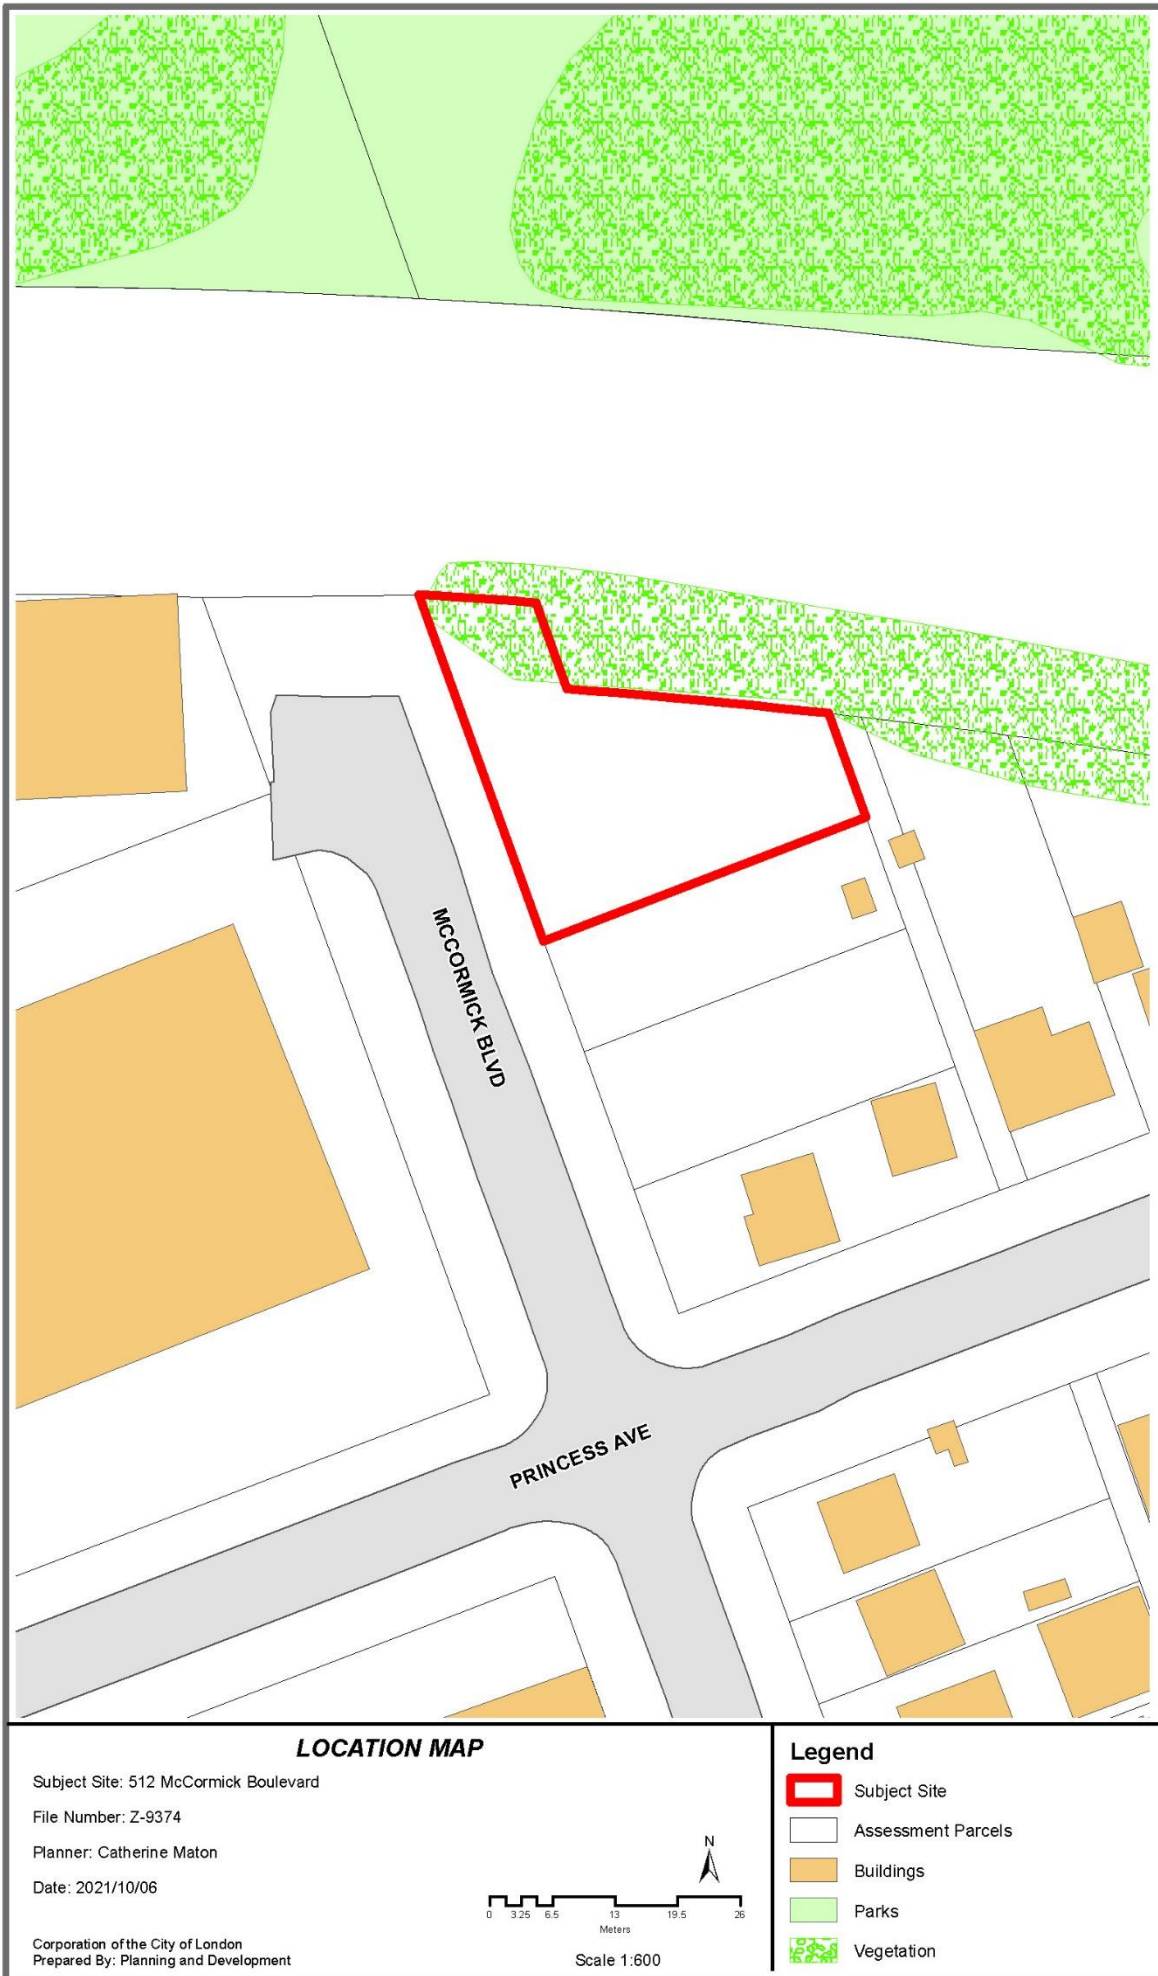 MCCORMICK BLVD
PRINCESS AVE
LOCATION MAP
Subject Site: 512 McCormick Boulevard
File Number: Z-9374
Planner: Catherine Maton
Date: 2021/10/06
Corporation of the City of London
Prepared By: Planning and Development
N
0 3.25 6.5 13 19.5 26
Meters
Scale 1:600
Legend
Subject Site
Assessment Parcels
Buildings
Parks
Vegetation